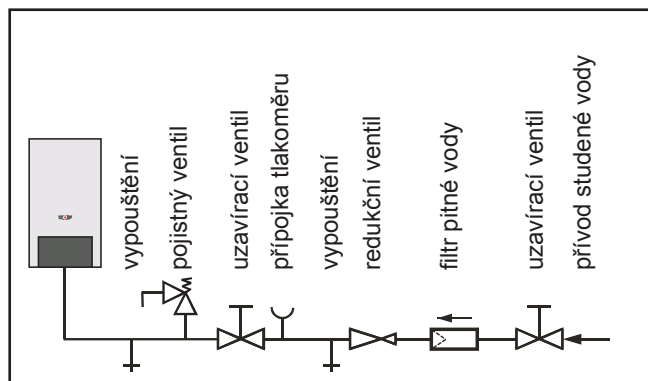 vypouštění
pojistný ventil
uzavírací ventil
přípojka tlakoměru
vypouštění
redukční ventil
filtr pitné vody
uzavírací ventil
přívod studené vody